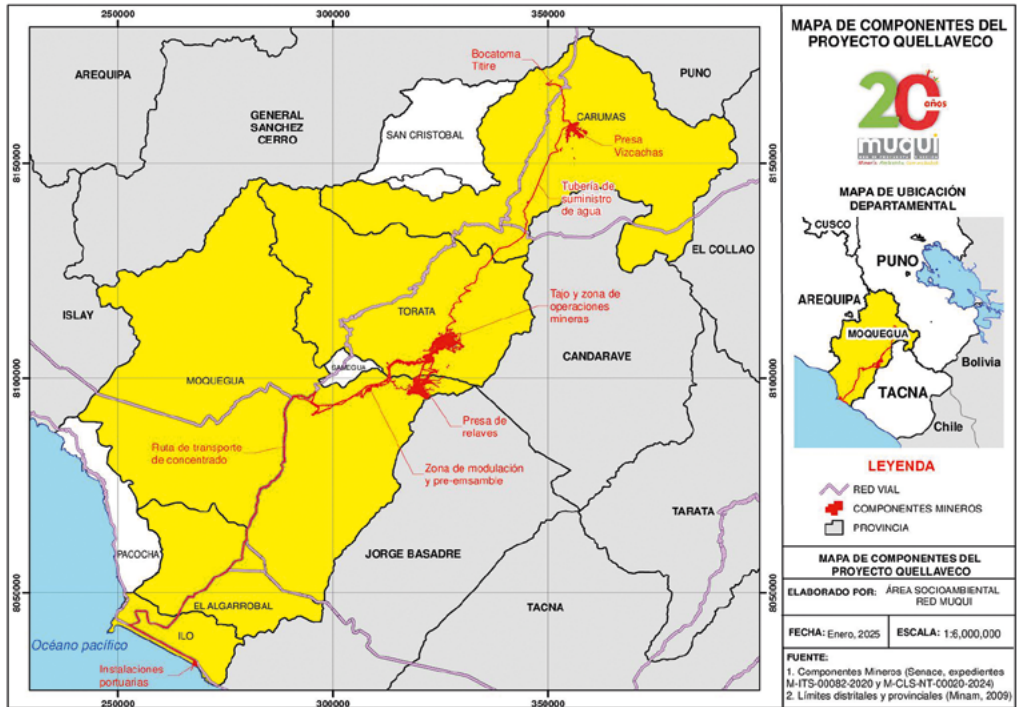 250000
300000
350000
AREQUIPA
GENERAL
SANCHEZ
CERRO
SAN CRISTOBAL
Bocatoma
Titire
PUNO
CARUMAS
Presa
Vizcachas
8150000
8150000
Tubería de
suministro
de agua
EL COLLAO
ISLAY
TORATA
Tajo y zona de
operaciones
mineras
CANDARAVE
SAMEGUA
MOQUEGUA
8100000
8100000
Presa de
relaves
Ruta de transporte
de concentrado
Zona de modulación
y pre-emsamble
TARATA
PACOCHA
JORGE BASADRE
8050000
8050000
EL ALGARROBAL
TACNA
ILO
Océano pacífico
Instalaciones
portuarias
250000
300000
350000
MAPA DE COMPONENTES DEL
PROYECTO QUELLAVECO
20 años
muqui
MAPA DE UBICACIÓN
DEPARTAMENTAL
CUSCO
PUNO
AREQUIPA
MOQUEGUA
Bolivia
TACNA
Chile
LEYENDA
RED VIAL
COMPONENTES MINEROS
PROVINCIA
MAPA DE COMPONENTES DEL
PROYECTO QUELLAVECO
ELABORADO POR: ÁREA SOCIOAMBIENTAL
RED MUQUI
FECHA: Enero, 2025
ESCALA: 1:6,000,000
FUENTE:
1. Componentes Mineros (Senace, expedientes
M-ITS-00082-2020 y M-CLS-NT-00020-2024)
2. Límites distritales y provinciales (Minam, 2009)